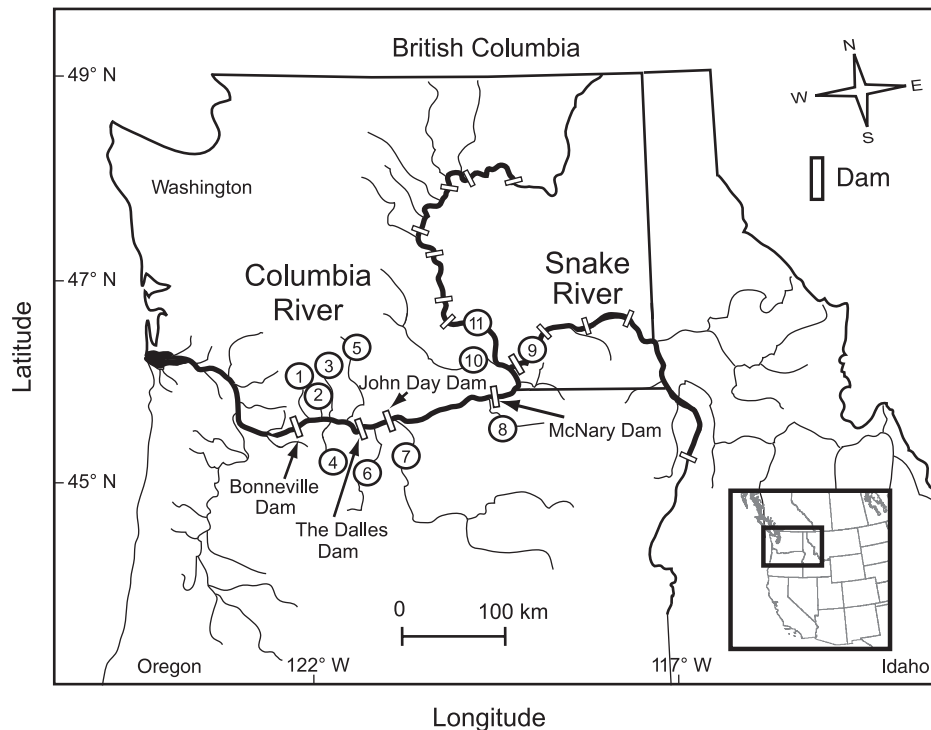 British Columbia
49° N
N
W
E
S
Washington
Dam
47° N
Columbia
River
Snake
River
11
5
9
3
10
1
John Day Dam
2
8
McNary Dam
4
6
7
45° N
Bonneville
Dam
The Dalles
Dam
0
100 km
Oregon
122° W
117° W
Idaho
Latitude
Longitude